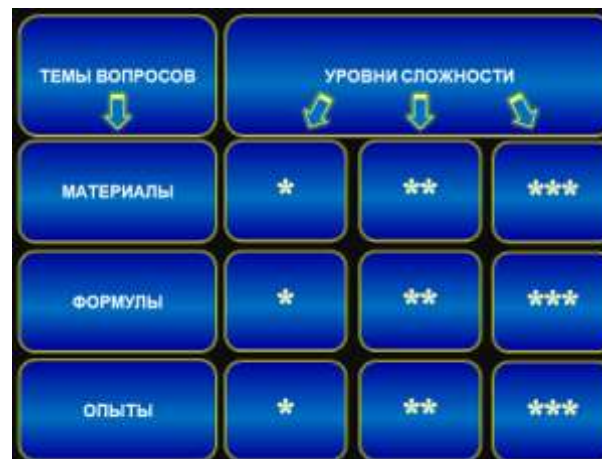 ТЕМЫ ВОПРОСОВ
УРОВНИ СЛОЖНОСТИ
МАТЕРИАЛЫ
*
**
***
ФОРМУЛЫ
*
**
***
ОПЫТЫ
*
**
***